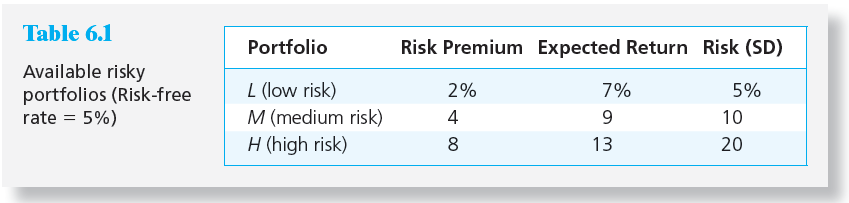 Table 6.1
Available risky
portfolios (Risk-free
rate = 5%)
Portfolio Risk Premium Expected Return Risk (SD)
L (low risk) 2% 7% 5%
M (medium risk) 4 9 10
H (high risk) 8 13 20